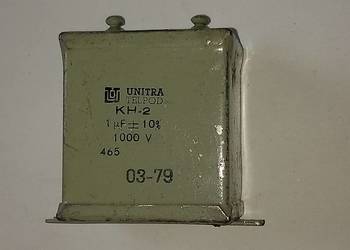 UNITRA
TELPOD
KH-2
1 µF ± 10%
1000 V
465
03-79